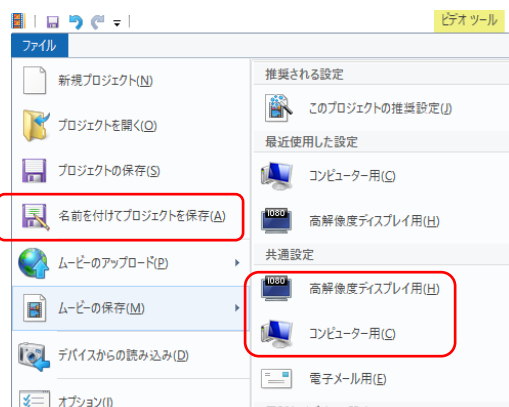 ビデオ ツール
ファイル
新規プロジェクト(N)
プロジェクトを開く(O)
プロジェクトの保存(S)
名前を付けてプロジェクトを保存(A)
ムービーのアップロード(P)
ムービーの保存(M)
デバイスからの読み込み(D)
オプション(I)
推奨される設定
このプロジェクトの推奨設定(J)
最近使用した設定
コンピューター用(C)
1080
高解像度ディスプレイ用(H)
共通設定
1080
高解像度ディスプレイ用(H)
コンピューター用(C)
電子メール用(E)